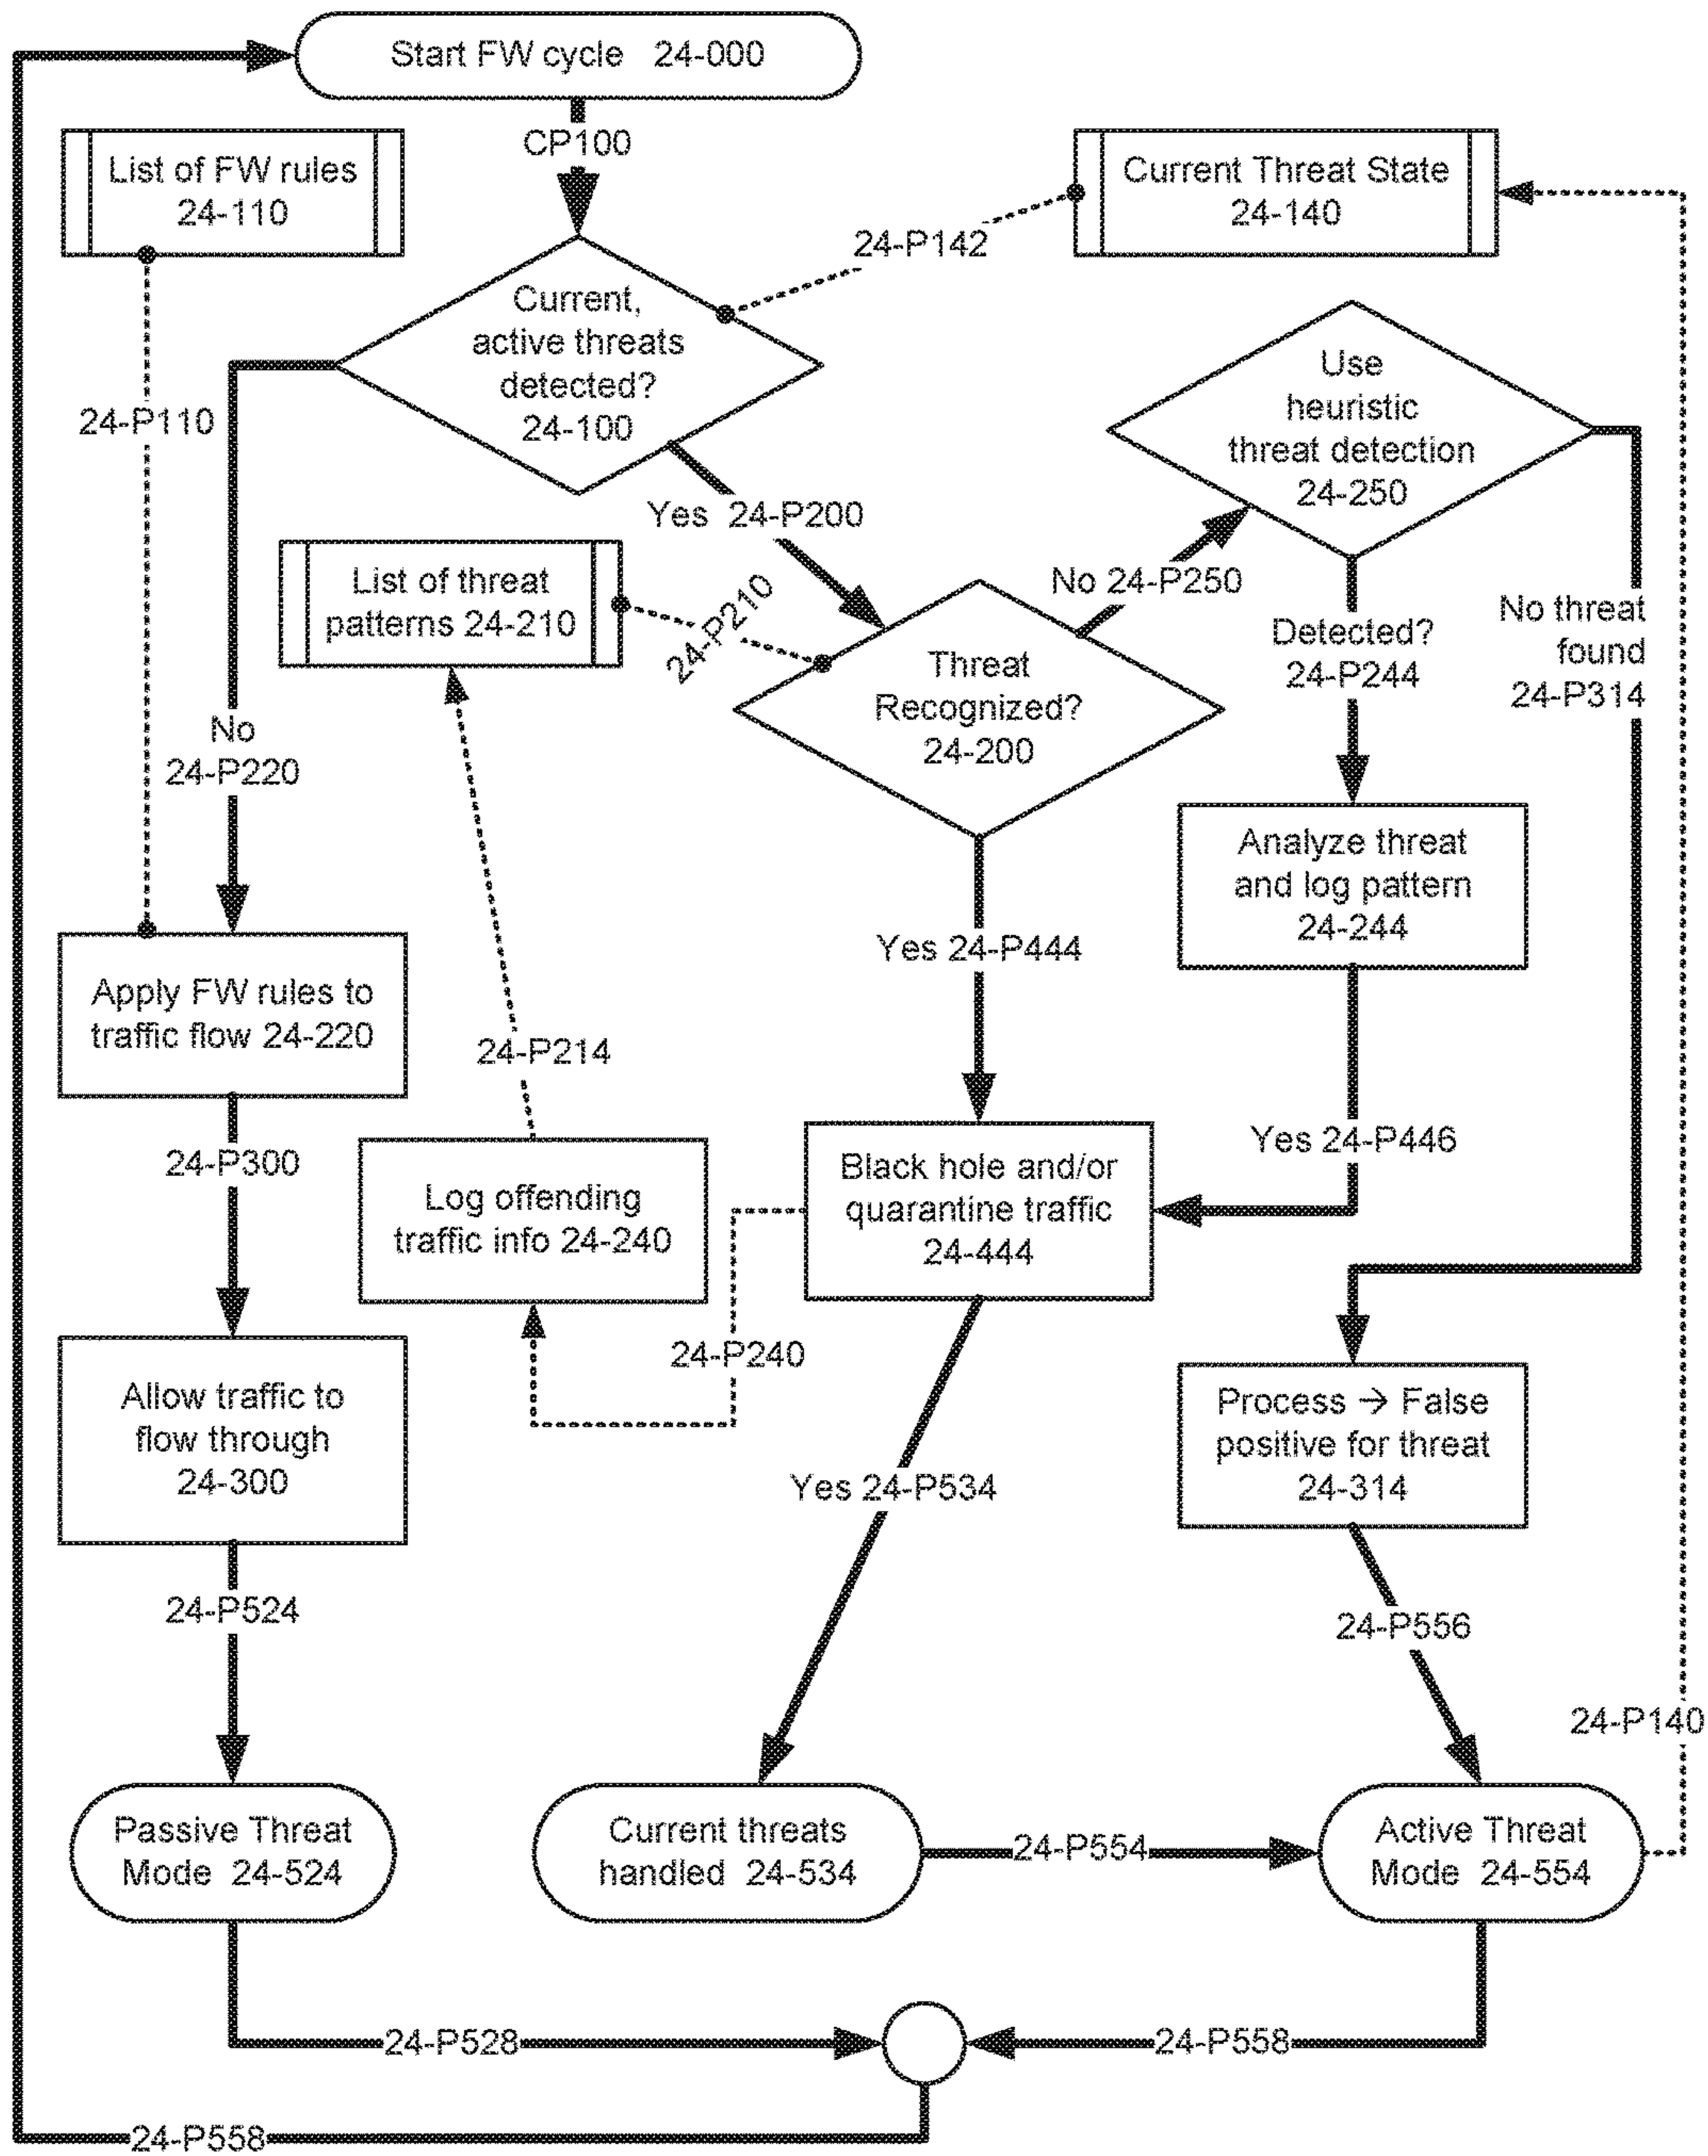 Start FW cycle 24-000
CP100
List of FW rules
24-110
Current Threat State
24-140
24-P142
Current,
active threats
detected?
24-100
Use
heuristic
threat detection
24-250
24-P110
Yes 24-P200
List of threat
patterns 24-210
24-P210
No 24-P250
No threat
found
24-P314
Detected?
24-P244
Threat
Recognized?
24-200
No
24-P220
Analyze threat
and log pattern
24-244
Yes 24-P444
Apply FW rules to
traffic flow 24-220
24-P214
24-P300
Log offending
traffic info 24-240
Black hole and/or
quarantine traffic
24-444
Yes 24-P446
24-P240
Allow traffic to
flow through
24-300
Process → False
positive for threat
24-314
Yes 24-P534
24-P524
24-P556
24-P140
Passive Threat
Mode 24-524
Current threats
handled 24-534
24-P554
Active Threat
Mode 24-554
24-P528
24-P558
24-P558